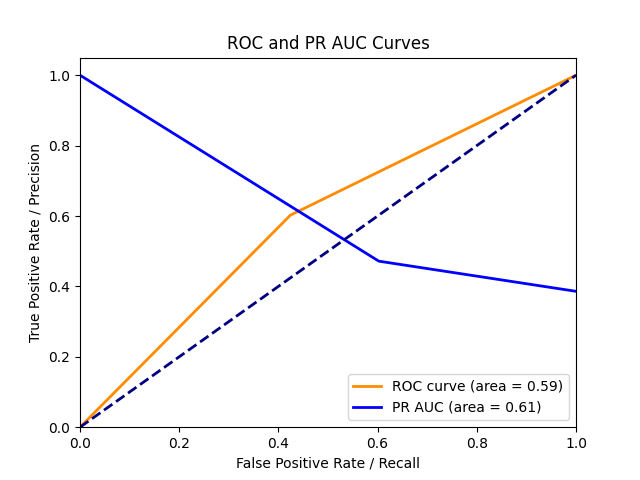 ROC and PR AUC Curves
True Positive Rate / Precision
1.0
0.8
0.6
0.4
0.2
0.0
ROC curve (area = 0.59)
PR AUC (area = 0.61)
0.0 0.2 0.4 0.6 0.8 1.0
False Positive Rate / Recall